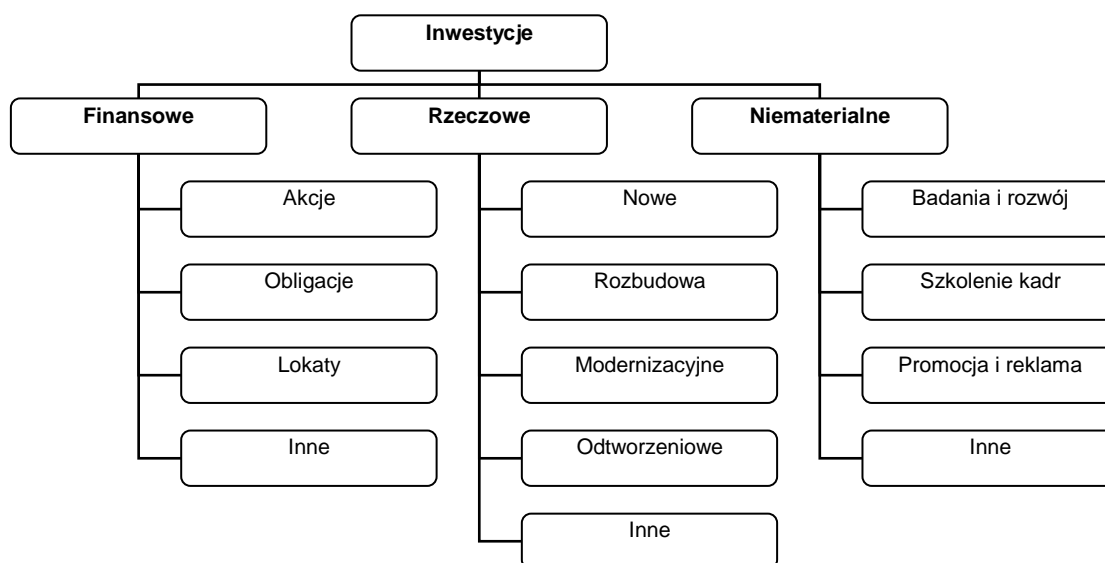 Inwestycje
Finansowe
Rzeczowe
Niematerialne
Akcje
Nowe
Badania i rozwój
Obligacje
Rozbudowa
Szkolenie kadr
Lokaty
Modernizacyjne
Promocja i reklama
Inne
Odtworzeniowe
Inne
Inne